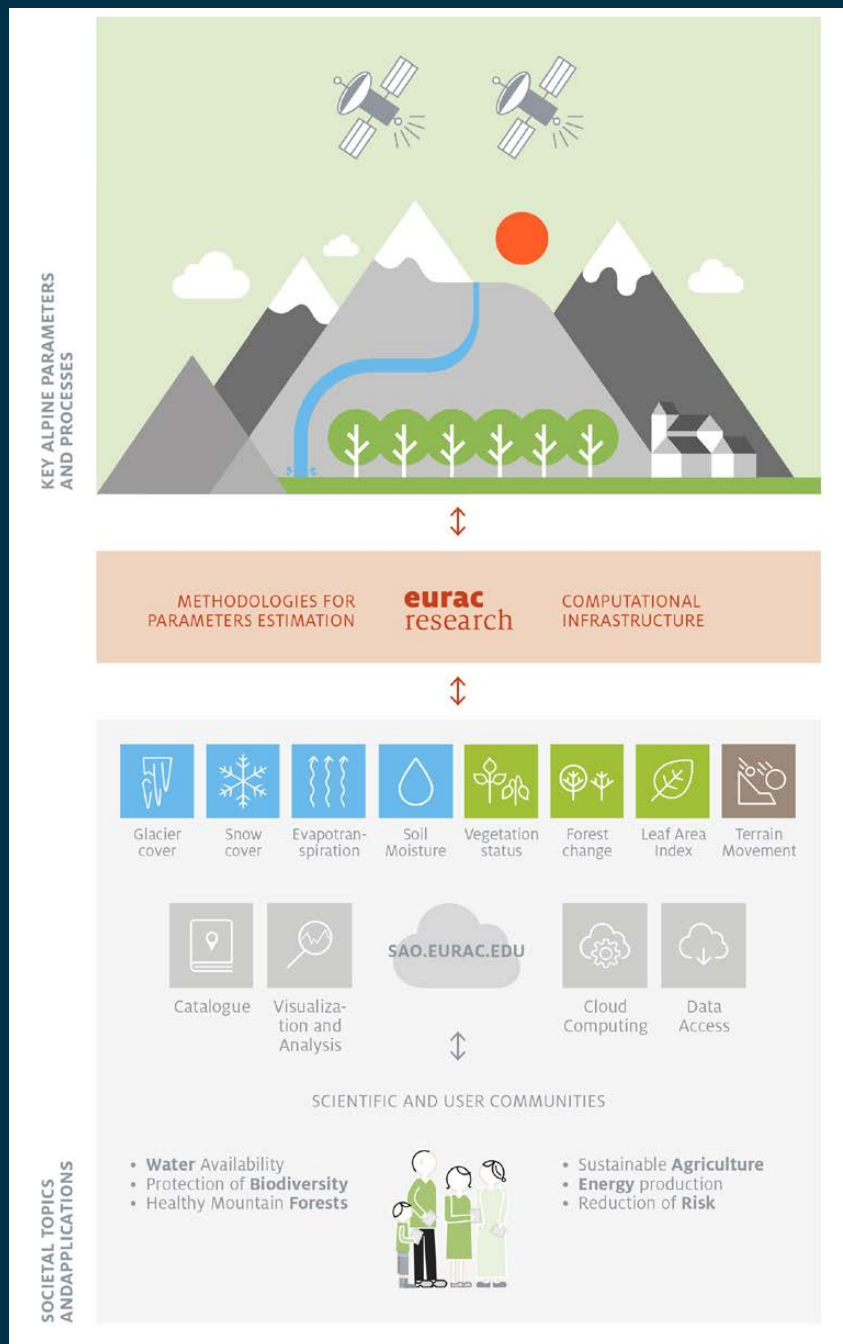 KEY ALPINE PARAMETERS
AND PROCESSES
METHODOLOGIES FOR
PARAMETERS ESTIMATION
eurac
research
COMPUTATIONAL
INFRASTRUCTURE
Glacier
cover
Snow
cover
Evapotran-
spiration
Soil
Moisture
Vegetation
status
Forest
change
Leaf Area
Index
Terrain
Movement
Catalogue
Visualiza-
tion and
Analysis
SAO.EURAC.EDU
Cloud
Computing
Data
Access
SCIENTIFIC AND USER COMMUNITIES
SOCIETAL TOPICS
ANDAPPLICATIONS
• Water Availability
• Protection of Biodiversity
• Healthy Mountain Forests
• Sustainable Agriculture
• Energy production
• Reduction of Risk